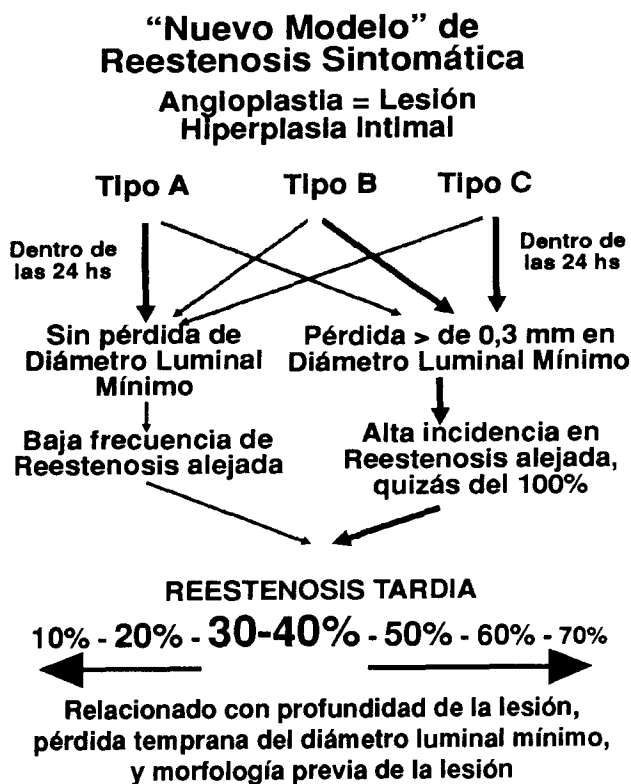 “Nuevo Modelo” de
Reestenosis Sintomática
Angioplastia = Lesión
Hiperplasia Intimal
Tipo A
Tipo B
Tipo C
Dentro de
las 24 hs
Dentro de
las 24 hs
Sin pérdida de
Diámetro Luminal
Mínimo
Pérdida > de 0,3 mm en
Diámetro Luminal Mínimo
Baja frecuencia de
Reestenosis alejada
Alta incidencia en
Reestenosis alejada,
quizás del 100%
REESTENOSIS TARDIA
10% - 20% - 30-40% - 50% - 60% - 70%
Relacionado con profundidad de la lesión,
pérdida temprana del diámetro luminal mínimo,
y morfología previa de la lesión